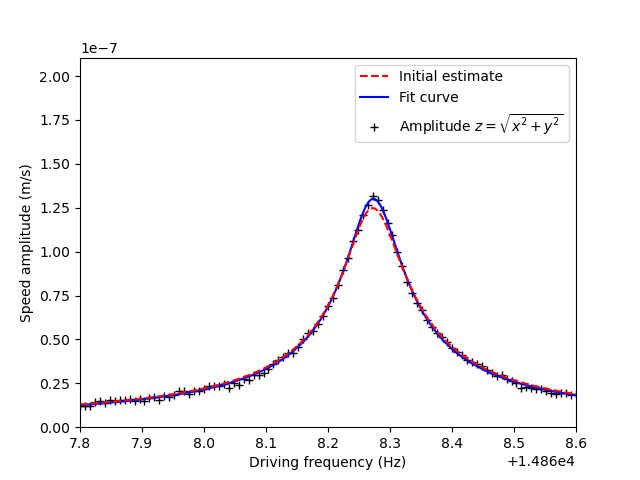 1e−7
2.00
1.75
1.50
1.25
1.00
0.75
0.50
0.25
0.00
Speed amplitude (m/s)
Initial estimate
Fit curve
Amplitude z = √x² + y²
7.8 7.9 8.0 8.1 8.2 8.3 8.4 8.5 8.6
Driving frequency (Hz)
+1.486e4